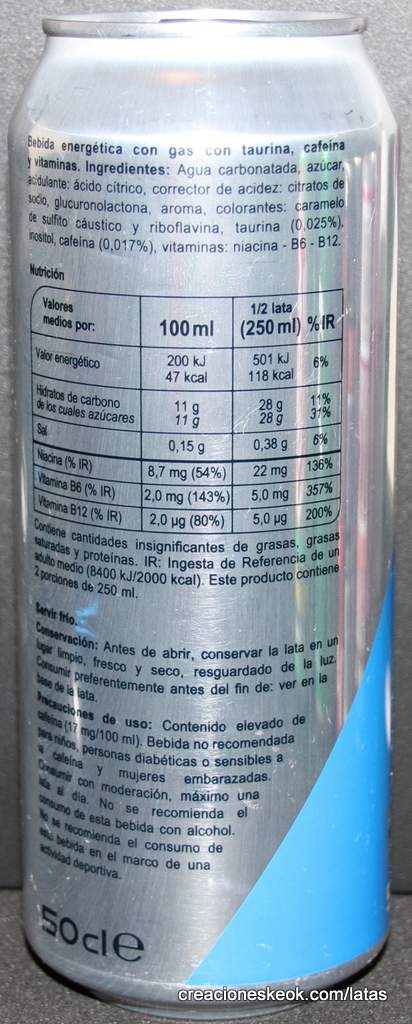 Bebida energética con gas con taurina, cafeína
y vitaminas. Ingredientes: Agua carbonatada, azúcar,
acidulante: ácido cítrico, corrector de acidez: citratos de
sodio, glucuronolactona, aroma, colorantes: caramelo
de sulfito cáustico y riboflavina, taurina (0,025%),
inositol, cafeína (0,017%), vitaminas: niacina - B6 - B12.
Nutrición
Valores medios por: 100 ml 1/2 lata (250 ml) %IR
Valor energético 200 kJ 47 kcal 501 kJ 118 kcal 6%
Hidratos de carbono 11 g 28 g 11%
de los cuales azúcares 11 g 28 g 31%
Sal 0,15 g 0,38 g 6%
Niacina (% IR) 8,7 mg (54%) 22 mg 136%
Vitamina B6 (% IR) 2,0 mg (143%) 5,0 mg 357%
Vitamina B12 (% IR) 2,0 µg (80%) 5,0 µg 200%
Contiene cantidades insignificantes de grasas, grasas
saturadas y proteínas. IR: Ingesta de Referencia de un
adulto medio (8400 kJ/2000 kcal). Este producto contiene
2 porciones de 250 ml.
Servir frío.
Conservación: Antes de abrir, conservar la lata en un
lugar limpio, fresco y seco, resguardado de la luz.
Consumir preferentemente antes del fin de: ver en la
base de la lata.
Precauciones de uso: Contenido elevado de
cafeína (17 mg/100 ml). Bebida no recomendada
para niños, personas diabéticas o sensibles a
la cafeína y mujeres embarazadas.
Consumir con moderación, máximo una
lata al día. No se recomienda el
consumo de esta bebida con alcohol.
No se recomienda el consumo de
esta bebida en el marco de una
actividad deportiva.
50cl e
creacioneskeok.com/latas